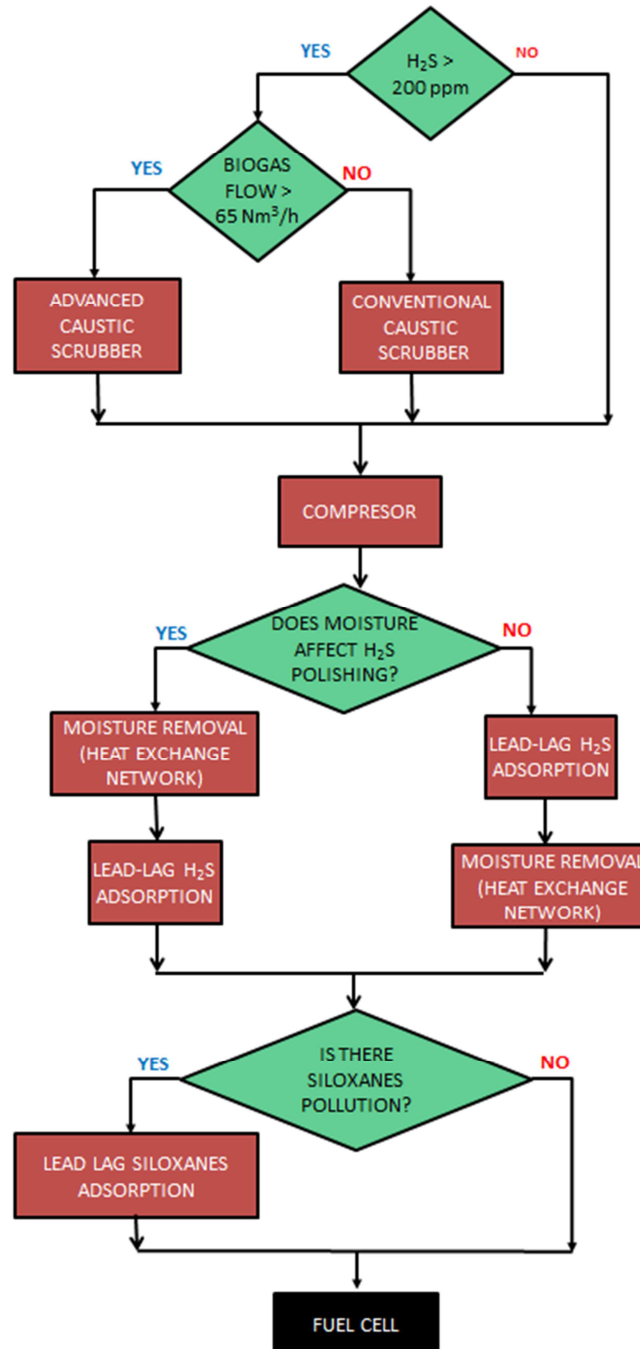 YES
H₂S >
200 ppm
NO
YES
BIOGAS
FLOW >
65 Nm³/h
NO
ADVANCED
CAUSTIC
SCRUBBER
CONVENTIONAL
CAUSTIC
SCRUBBER
COMPRESOR
YES
DOES MOISTURE
AFFECT H₂S
POLISHING?
NO
MOISTURE REMOVAL
(HEAT EXCHANGE
NETWORK)
LEAD-LAG H₂S
ADSORPTION
LEAD-LAG H₂S
ADSORPTION
MOISTURE REMOVAL
(HEAT EXCHANGE
NETWORK)
YES
IS THERE
SILOXANES
POLLUTION?
NO
LEAD LAG SILOXANES
ADSORPTION
FUEL CELL